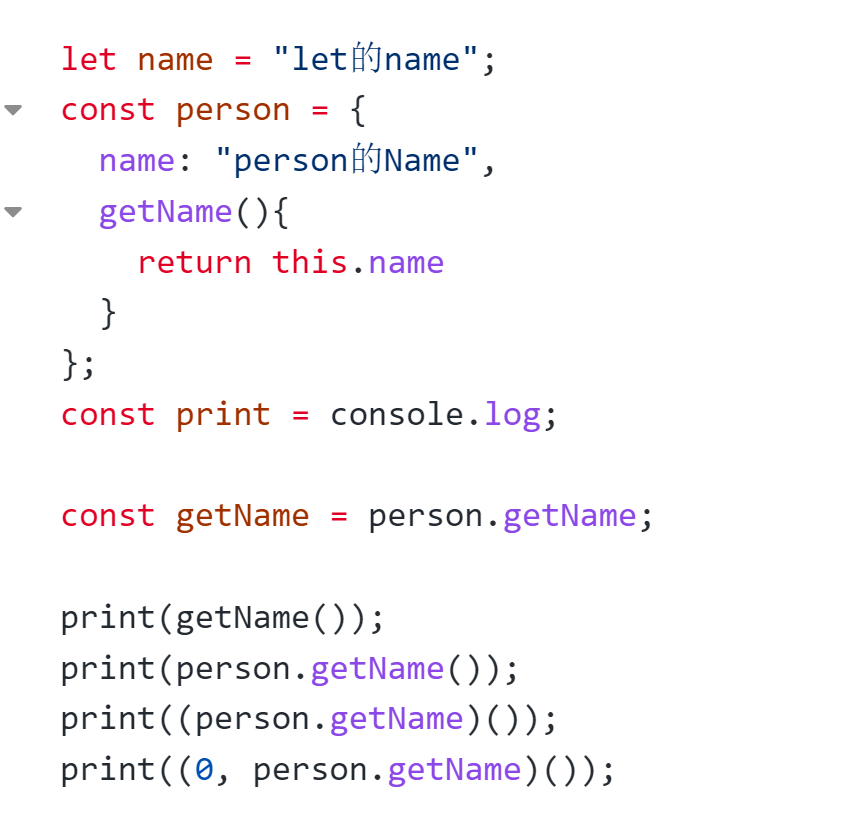 let name = "let的name";
const person = {
  name: "person的Name",
  getName(){
    return this.name
  }
};
const print = console.log;
const getName = person.getName;
print(getName());
print(person.getName());
print((person.getName)());
print((0, person.getName)());